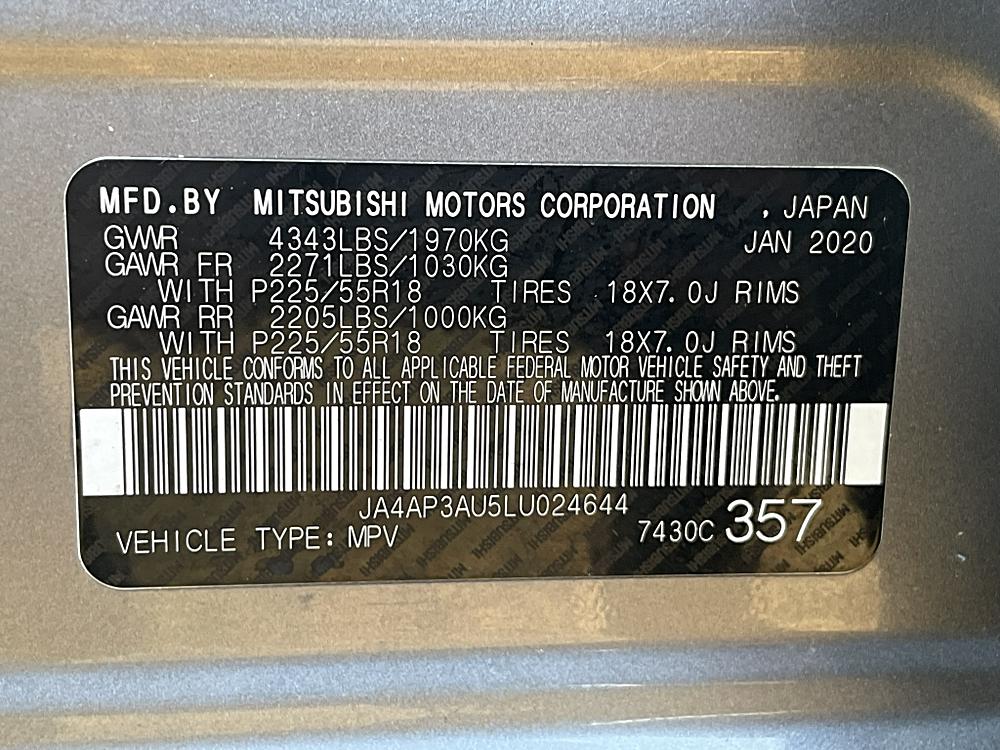 MFD.BY MITSUBISHI MOTORS CORPORATION , JAPAN
GVWR 4343LBS/1970KG JAN 2020
GAWR FR 2271LBS/1030KG
WITH P225/55R18 TIRES 18X7.0J RIMS
GAWR RR 2205LBS/1000KG
WITH P225/55R18 TIRES 18X7.0J RIMS
THIS VEHICLE CONFORMS TO ALL APPLICABLE FEDERAL MOTOR VEHICLE SAFETY AND THEFT
PREVENTION STANDARDS IN EFFECT ON THE DATE OF MANUFACTURE SHOWN ABOVE.
JA4AP3AU5LU024644
VEHICLE TYPE: MPV 7430C 357